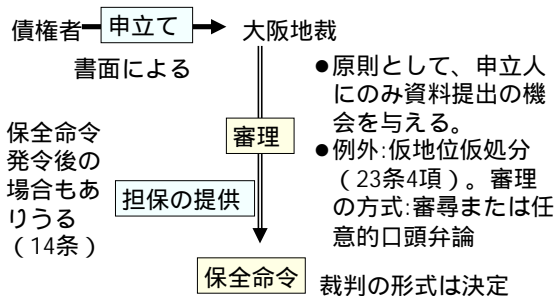 債権者 申立て 大阪地裁
書面による
●原則として、申立人
にのみ資料提出の機
会を与える。
●例外:仮地位仮処分
（23条4項）。審理
の方式:審尋または任
意的口頭弁論
審理
保全命令
発令後の
場合もあ
りうる
（14条）
担保の提供
保全命令 裁判の形式は決定